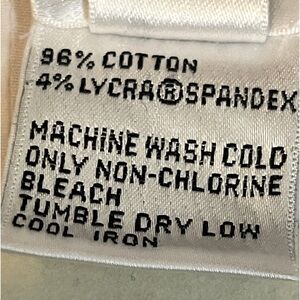 96% COTTON
4% LYCRA®SPANDEX
MACHINE WASH COLD
ONLY NON-CHLORINE
BLEACH
TUMBLE DRY LOW
COOL IRON